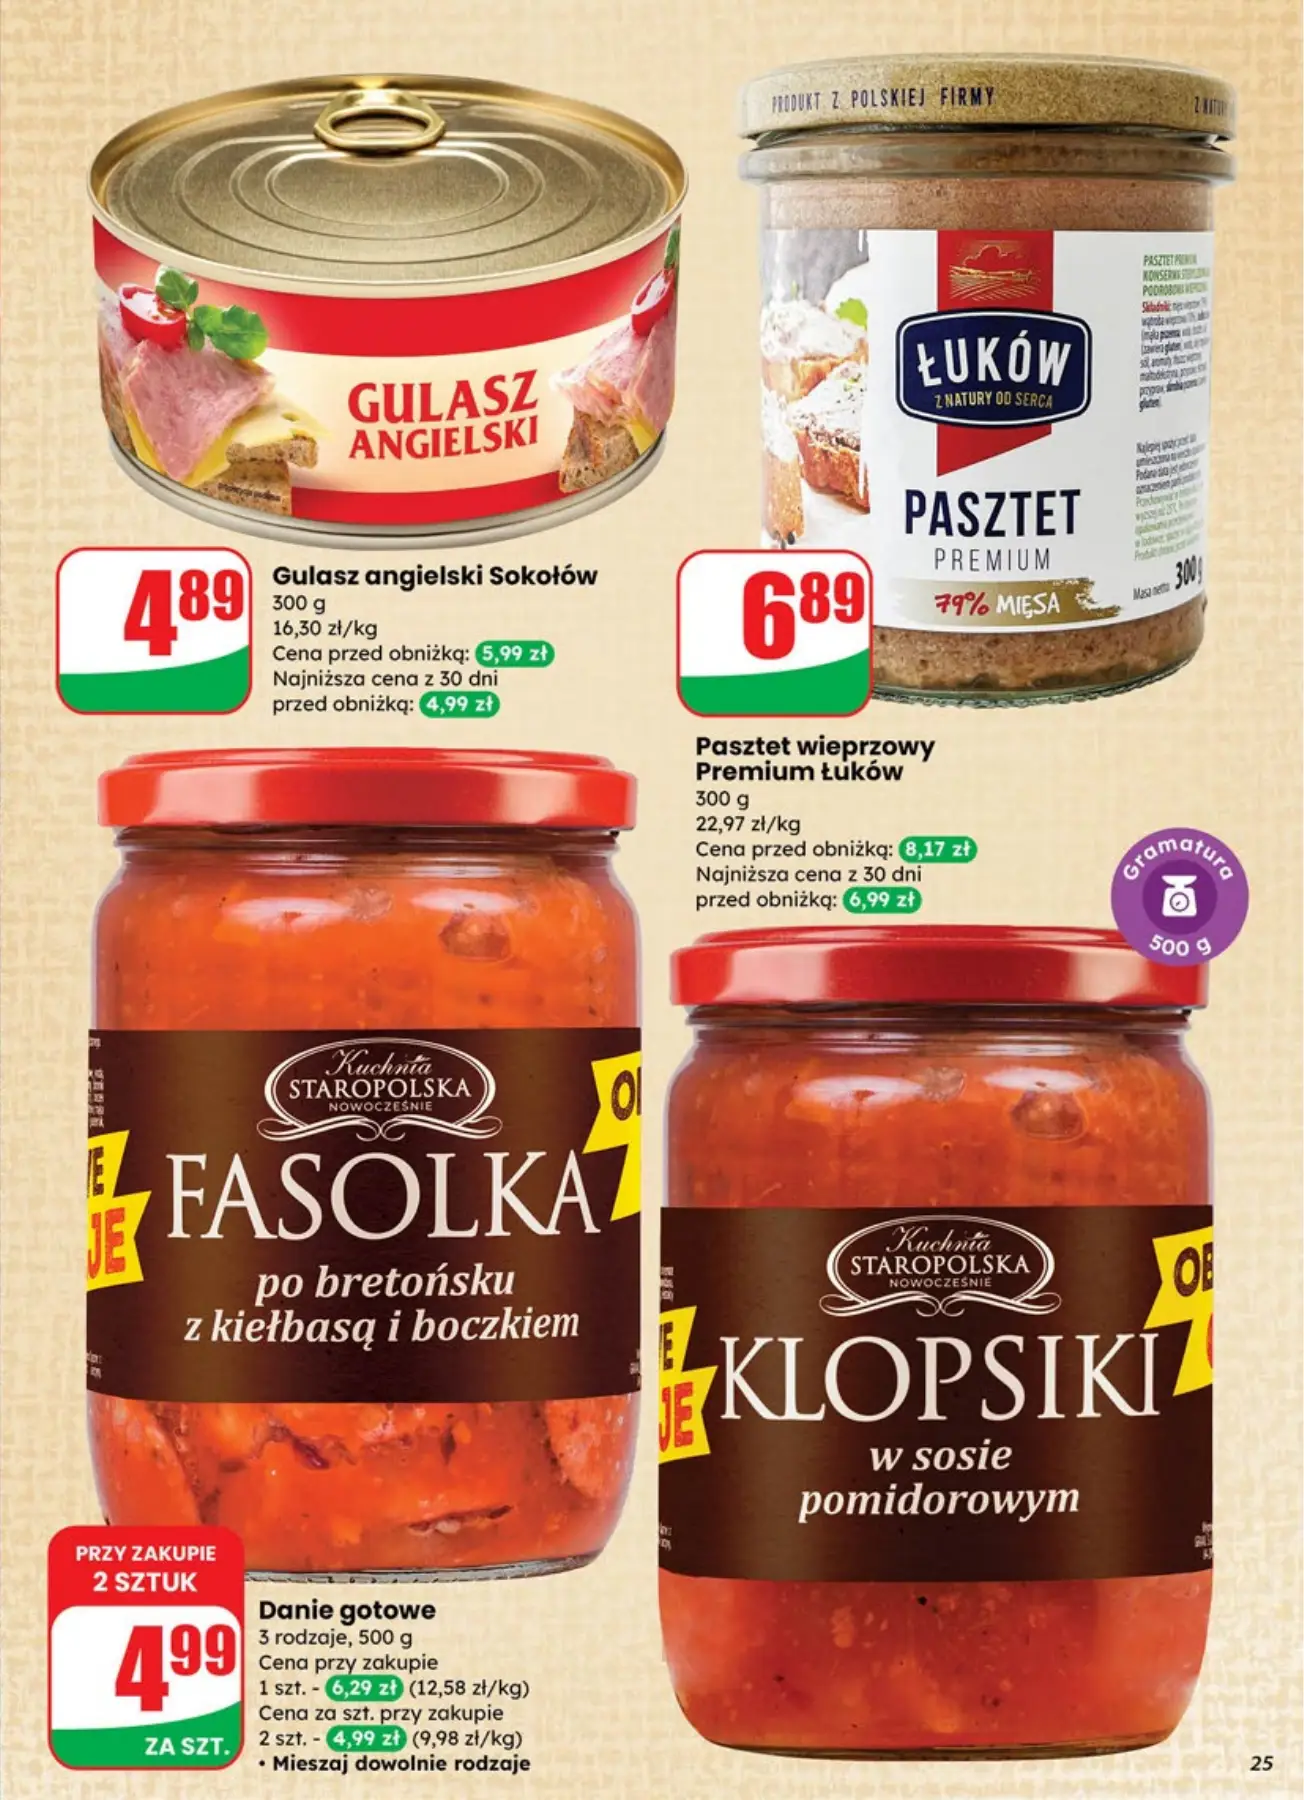 GULASZ
ANGIELSKI
PRODUKT Z POLSKIEJ FIRMY
ŁUKÓW
Z NATURY OD SERCA
PASZTET
PREMIUM
79% MIĘSA
Masa netto 300g
4 89
Gulasz angielski Sokołów
300 g
16,30 zł/kg
Cena przed obniżką: 5,99 zł
Najniższa cena z 30 dni
przed obniżką: 4,99 zł
6 89
Pasztet wieprzowy
Premium Łuków
300 g
22,97 zł/kg
Cena przed obniżką: 8,17 zł
Najniższa cena z 30 dni
przed obniżką: 6,99 zł
Gramatura
500 g
Kuchnia
STAROPOLSKA
NOWOCZEŚNIE
FASOLKA
po bretońsku
z kiełbasą i boczkiem
Kuchnia
STAROPOLSKA
NOWOCZEŚNIE
KLOPSIKI
w sosie
pomidorowym
PRZY ZAKUPIE
2 SZTUK
4 99
ZA SZT.
Danie gotowe
3 rodzaje, 500 g
Cena przy zakupie
1 szt. - 6,29 zł (12,58 zł/kg)
Cena za szt. przy zakupie
2 szt. - 4,99 zł (9,98 zł/kg)
• Mieszaj dowolnie rodzaje
25